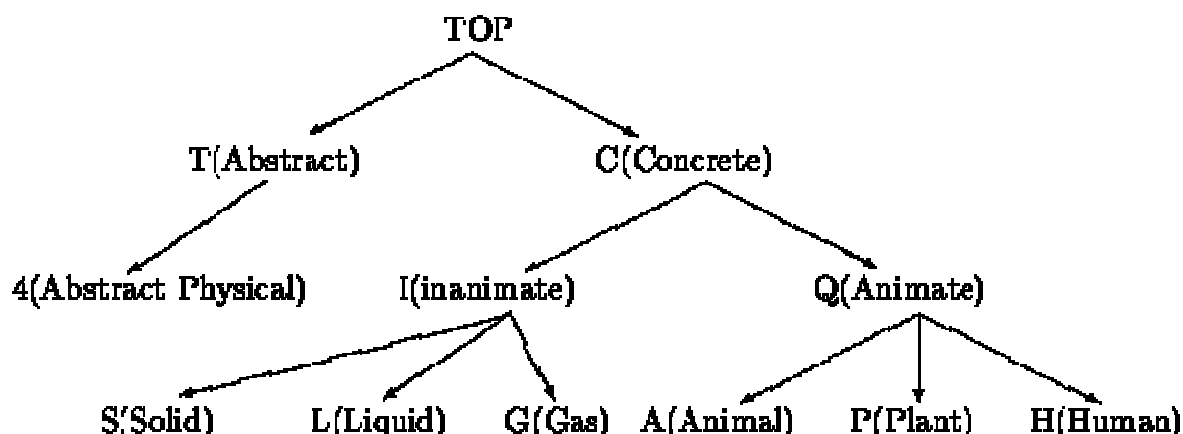 TOP
T(Abstract) C(Concrete)
4(Abstract Physical) I(inanimate) Q(Animate)
S(Solid) L(Liquid) G(Gas) A(Animal) P(Plant) H(Human)